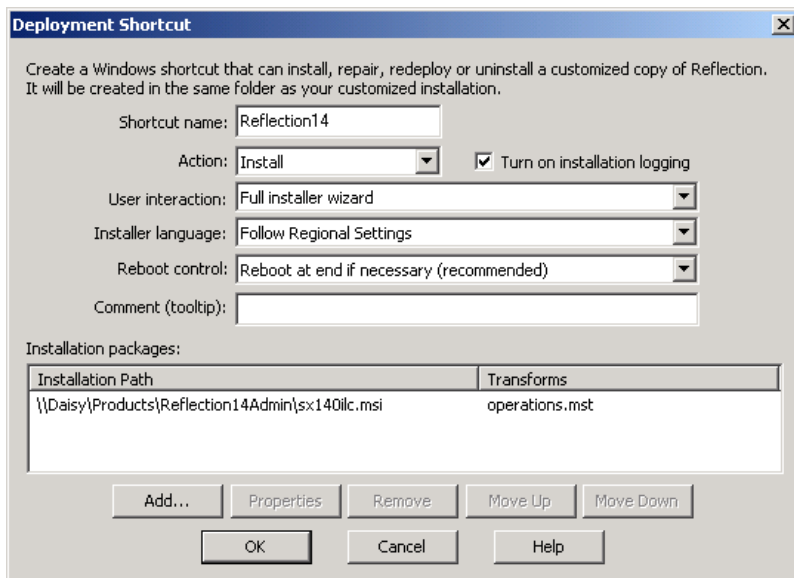 Deployment Shortcut
Create a Windows shortcut that can install, repair, redeploy or uninstall a customized copy of Reflection.
It will be created in the same folder as your customized installation.
Shortcut name: Reflection14
Action: Install Turn on installation logging
User interaction: Full installer wizard
Installer language: Follow Regional Settings
Reboot control: Reboot at end if necessary (recommended)
Comment (tooltip):
Installation packages:
Installation Path Transforms
\\Daisy\Products\Reflection14Admin\sx140ilc.msi operations.mst
Add... Properties Remove Move Up Move Down
OK Cancel Help